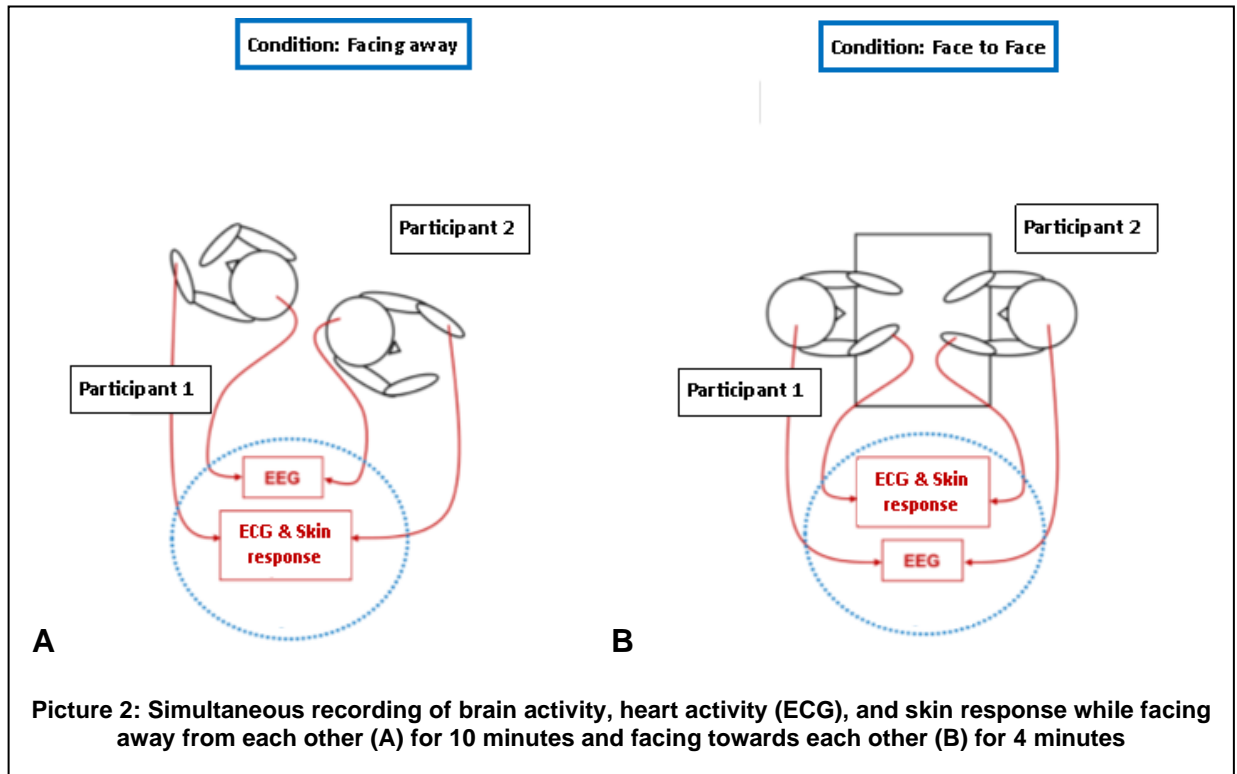 Condition: Facing away
Condition: Face to Face
Participant 2
Participant 2
Participant 1
Participant 1
EEG
ECG & Skin
response
ECG & Skin
response
EEG
A
B
Picture 2: Simultaneous recording of brain activity, heart activity (ECG), and skin response while facing
away from each other (A) for 10 minutes and facing towards each other (B) for 4 minutes